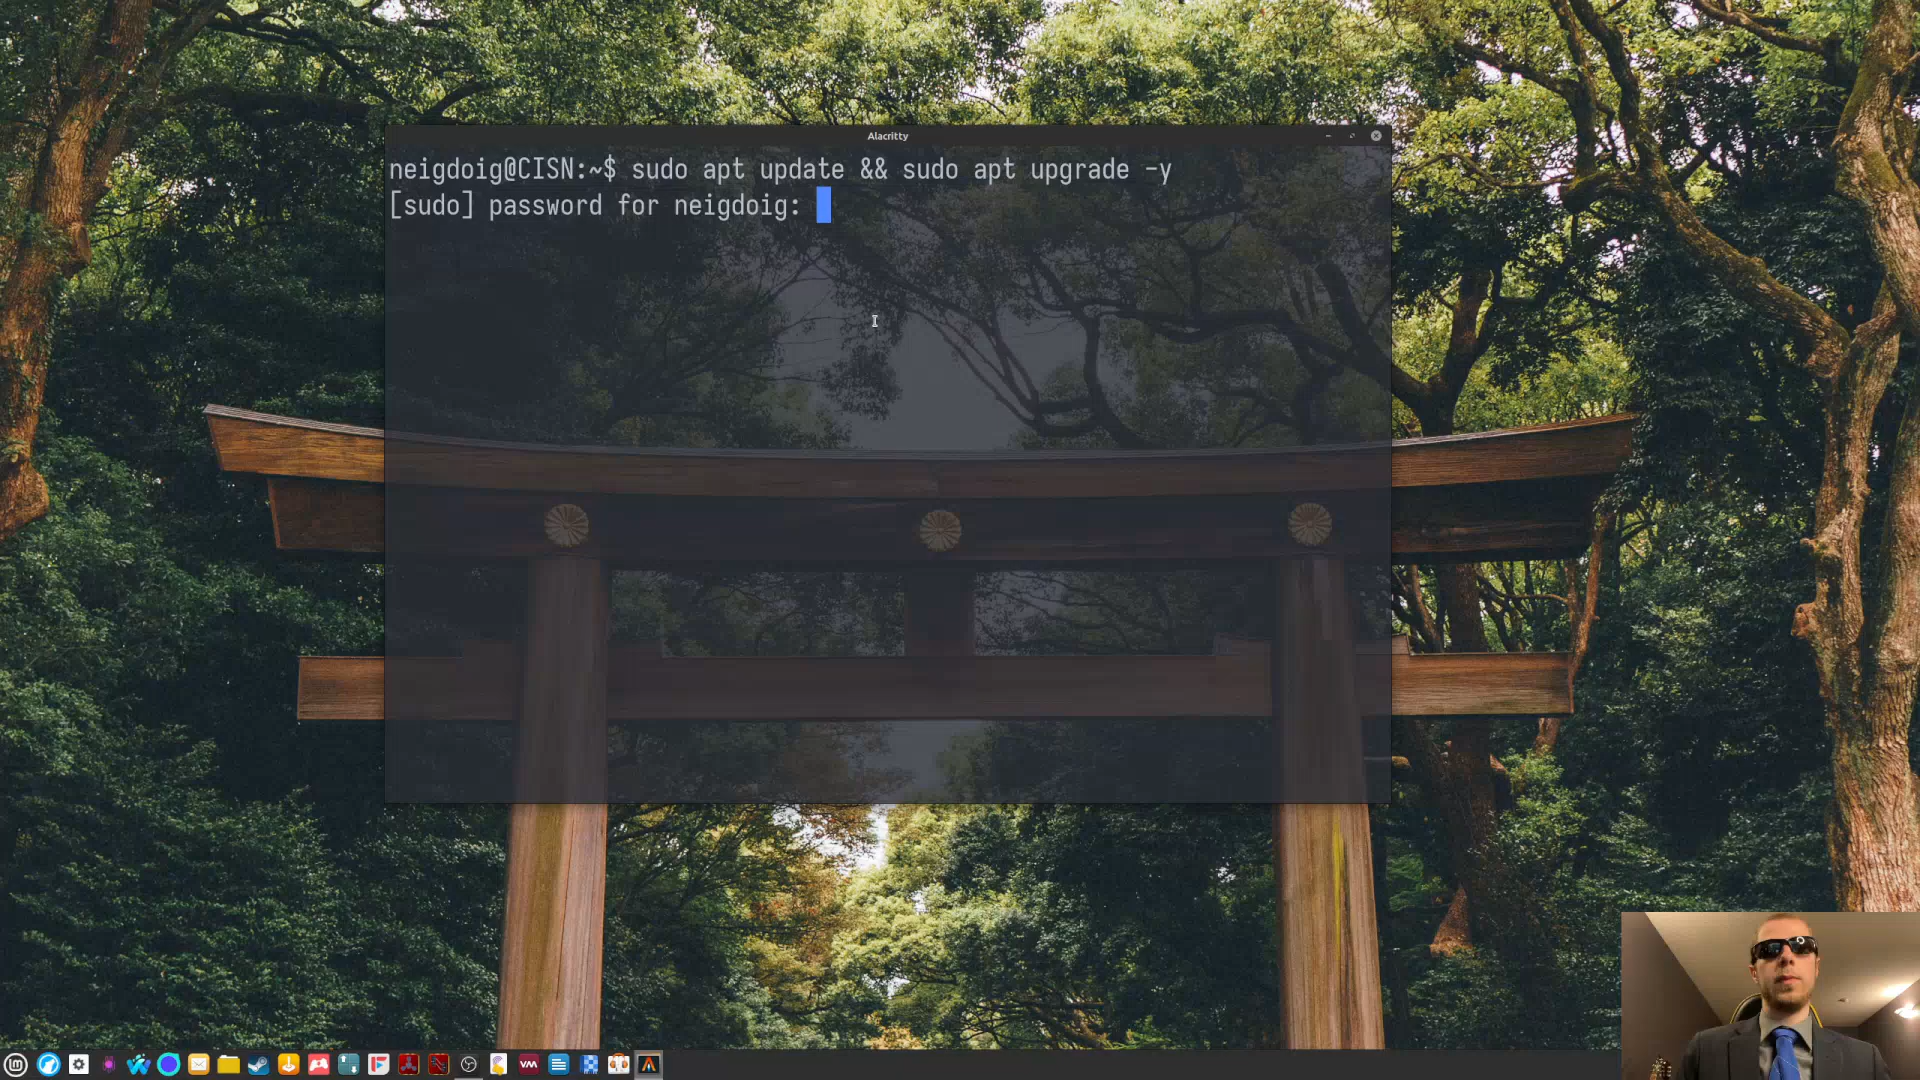 Alacritty
neigdoig@CISN:~$ sudo apt update && sudo apt upgrade -y
[sudo] password for neigdoig: